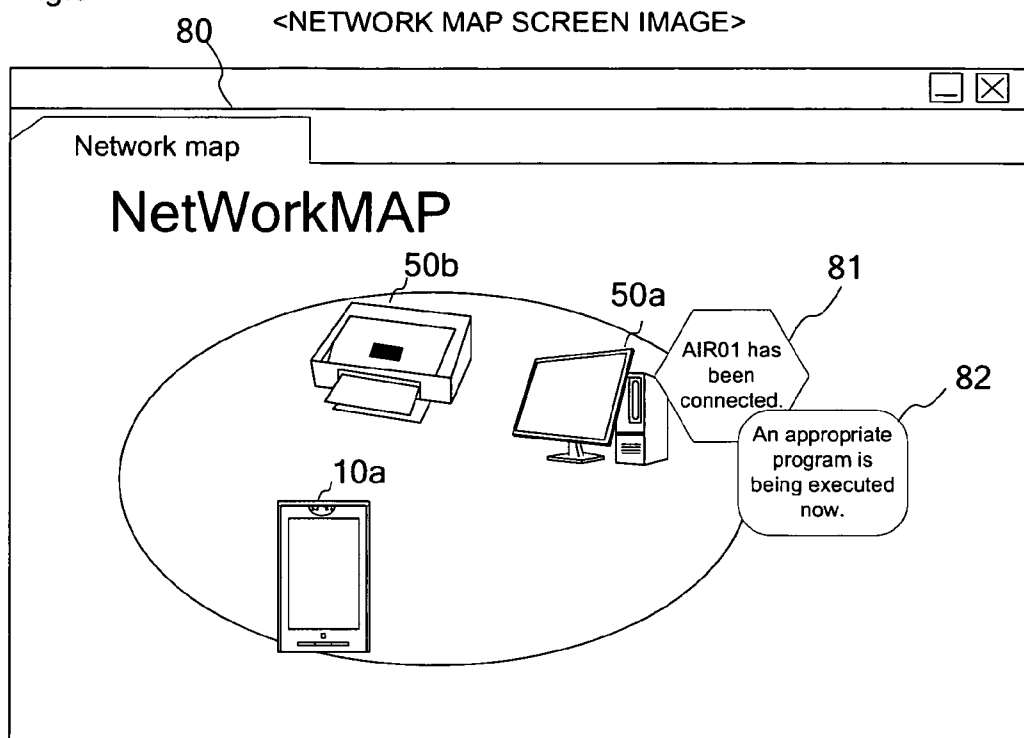 <NETWORK MAP SCREEN IMAGE>
80
Network map
NetWorkMAP
50b
50a
81
AIR01 has
been
connected.
82
An appropriate
program is
being executed
now.
10a